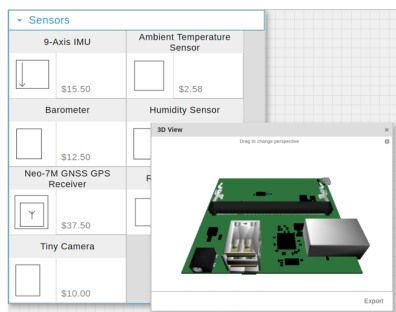 Sensors
9-Axis IMU
Ambient Temperature
Sensor
$15.50
$2.58
Barometer
Humidity Sensor
$12.50
Neo-7M GNSS GPS
Receiver
$37.50
Tiny Camera
$10.00
3D View
×
Drag to change perspective
Export